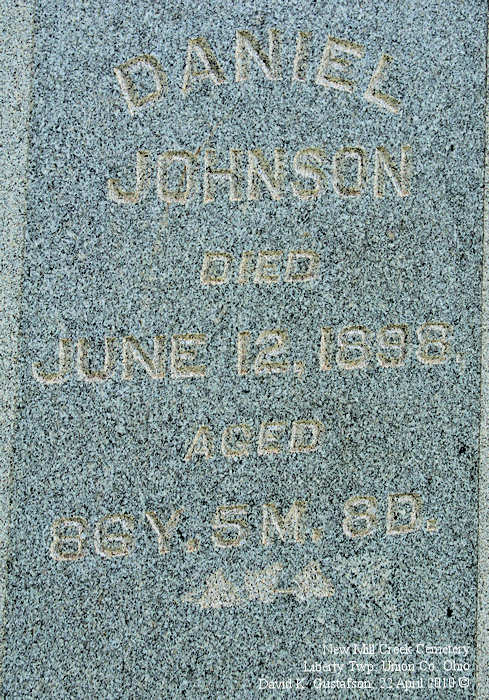 DANIEL
JOHNSON
DIED
JUNE 12, 1898.
AGED
86Y. 5M. 8D.
New Mill Creek Cemetery
Liberty Twp. Union Co. Ohio
David K. Gustafson, 22 April 2010 ©